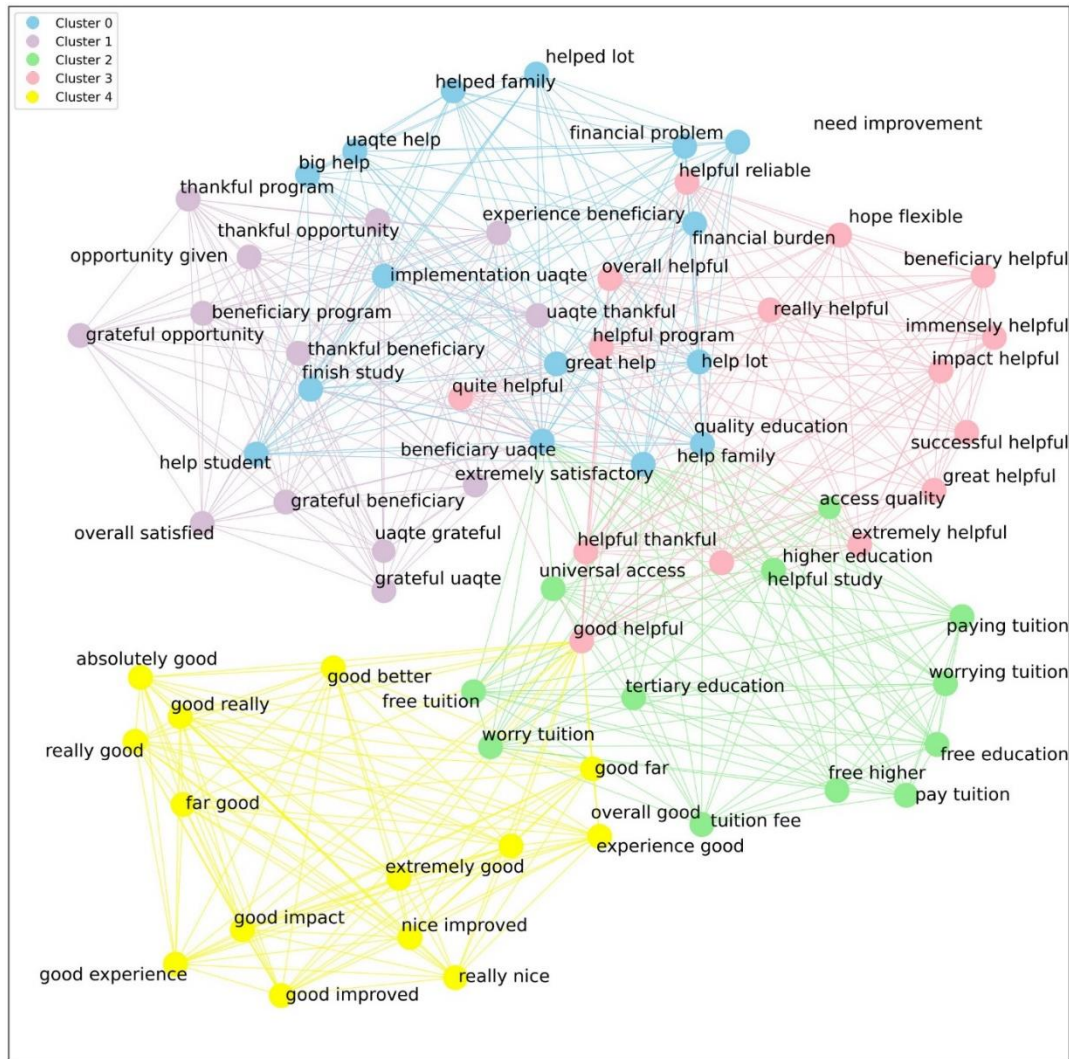 Cluster 0
Cluster 1
Cluster 2
Cluster 3
Cluster 4
helped lot
helped family
need improvement
financial problem
uaqte help
big help
helpful reliable
thankful program
experience beneficiary
hope flexible
thankful opportunity
financial burden
opportunity given
beneficiary helpful
overall helpful
implementation uaqte
really helpful
beneficiary program
uaqte thankful
immensely helpful
grateful opportunity
helpful program
thankful beneficiary
impact helpful
great help
help lot
finish study
quite helpful
quality education
successful helpful
beneficiary uaqte
help family
help student
extremely satisfactory
great helpful
grateful beneficiary
access quality
overall satisfied
uaqte grateful
extremely helpful
helpful thankful
higher education
universal access
grateful uaqte
helpful study
good helpful
paying tuition
absolutely good
good better
worrying tuition
tertiary education
free tuition
good really
worry tuition
really good
free education
good far
free higher
pay tuition
far good
overall good
tuition fee
experience good
extremely good
good impact
nice improved
good experience
really nice
good improved